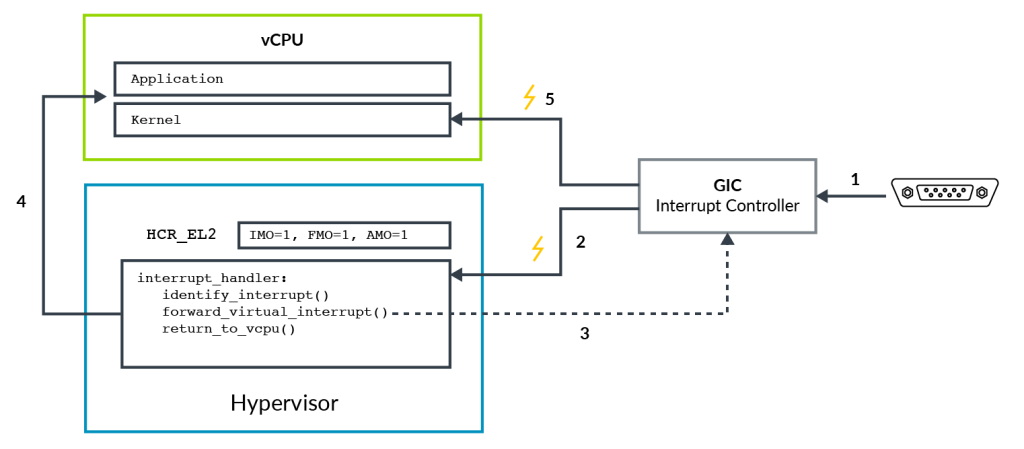 vCPU
Application
Kernel
5
4
GIC
Interrupt Controller
1
HCR_EL2
IMO=1, FMO=1, AMO=1
2
interrupt_handler:
identify_interrupt()
forward_virtual_interrupt()
return_to_vcpu()
3
Hypervisor